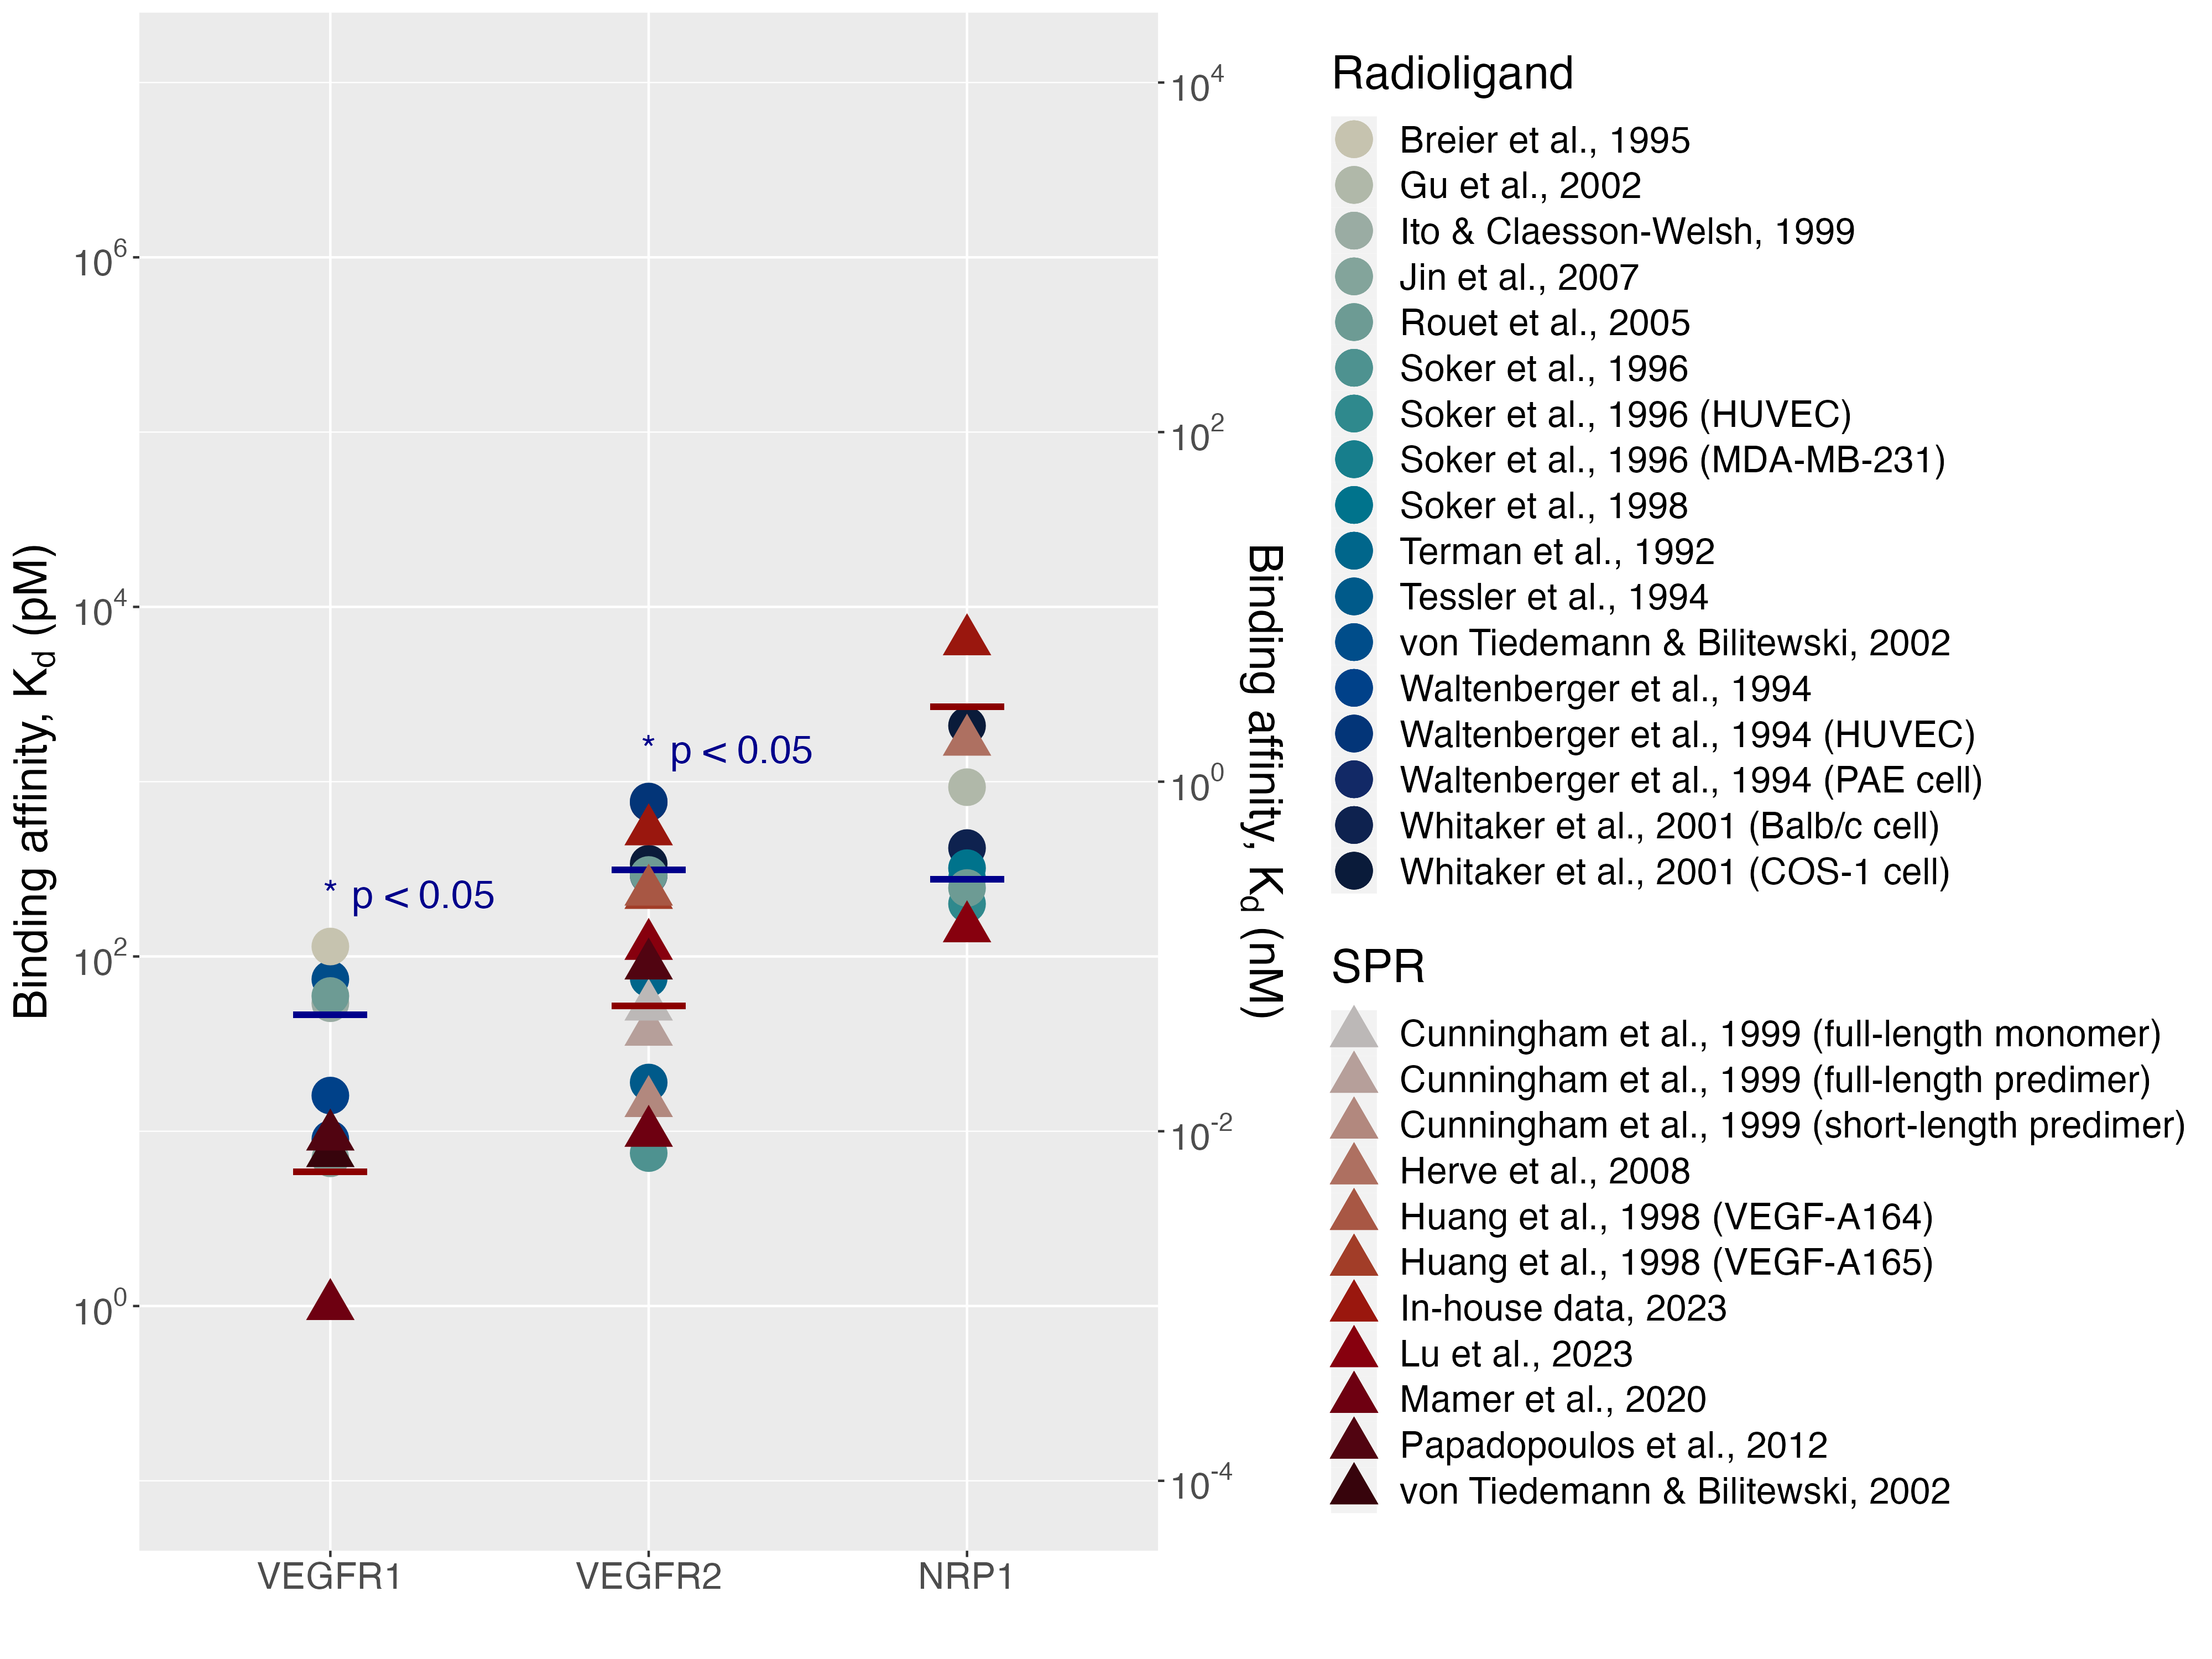 Binding affinity, Kd (pM)
10^6
10^4
10^2
10^0
* p < 0.05
* p < 0.05
VEGFR1
VEGFR2
NRP1
10^4
10^2
10^0
10^-2
10^-4
Binding affinity, Kd (nM)
Radioligand
Breier et al., 1995
Gu et al., 2002
Ito & Claesson-Welsh, 1999
Jin et al., 2007
Rouet et al., 2005
Soker et al., 1996
Soker et al., 1996 (HUVEC)
Soker et al., 1996 (MDA-MB-231)
Soker et al., 1998
Terman et al., 1992
Tessler et al., 1994
von Tiedemann & Bilitewski, 2002
Waltenberger et al., 1994
Waltenberger et al., 1994 (HUVEC)
Waltenberger et al., 1994 (PAE cell)
Whitaker et al., 2001 (Balb/c cell)
Whitaker et al., 2001 (COS-1 cell)
SPR
Cunningham et al., 1999 (full-length monomer)
Cunningham et al., 1999 (full-length predimer)
Cunningham et al., 1999 (short-length predimer)
Herve et al., 2008
Huang et al., 1998 (VEGF-A164)
Huang et al., 1998 (VEGF-A165)
In-house data, 2023
Lu et al., 2023
Mamer et al., 2020
Papadopoulos et al., 2012
von Tiedemann & Bilitewski, 2002